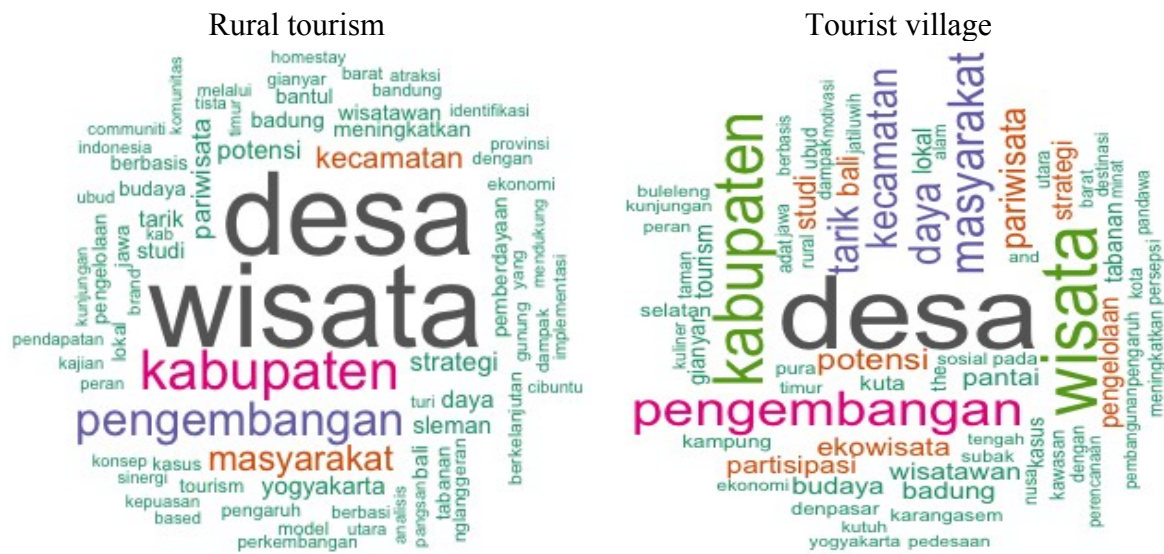 Rural tourism
homestay
gianyar barat atraksi
melalui bantul bandung
komunitas
tista
timur
badung wisatawan identifikasi
meningkatkan
communiti
indonesia
berbasis
pariwisata
potensi
kecamatan
provinsi
dengan
ubud budaya
desa
ekonomi
tarik
kab
studi
jawa
pengelolaan
kunjungan
brand
lokal
wisata
pemberdayaan
yang
mendukung
gunung
dampak
implementasi
pendapatan
kajian
peran
kabupaten
strategi
cibuntu
berkelanjutan
pengembangan
turi daya
sleman
konsep kasus
masyarakat
bali
tabanan
nglanggeran
sinergi
tourism yogyakarta
kepuasan
based
pengaruh berbasi
analisis
pangsan
model utara
perkembangan
Tourist village
kabupaten
berbasis
studi
ubud
dampak
motivasi
bali
jatiluwih
tarik
kecamatan
lokal
alam
daya
masyarakat
pariwisata
utara
strategi
barat
destinasi
minat
pandawa
buleleng
kunjungan
peran
adat
jawa
rural
and
taman
tourism
selatan
desa
wisata
tabanan
kota
persepsi
kuliner
gianyar
potensi
pura
timur
kuta
the
sosial pada
pantai
pengelolaan
pembangunan
pengaruh
meningkatkan
pengembangan
kampung
ekowisata
tengah
subak
partisipasi
wisatawan
nusa
kasus
kawasan
dengan
perencanaan
ekonomi budaya badung
denpasar karangasem
kutuh
yogyakarta pedesaan